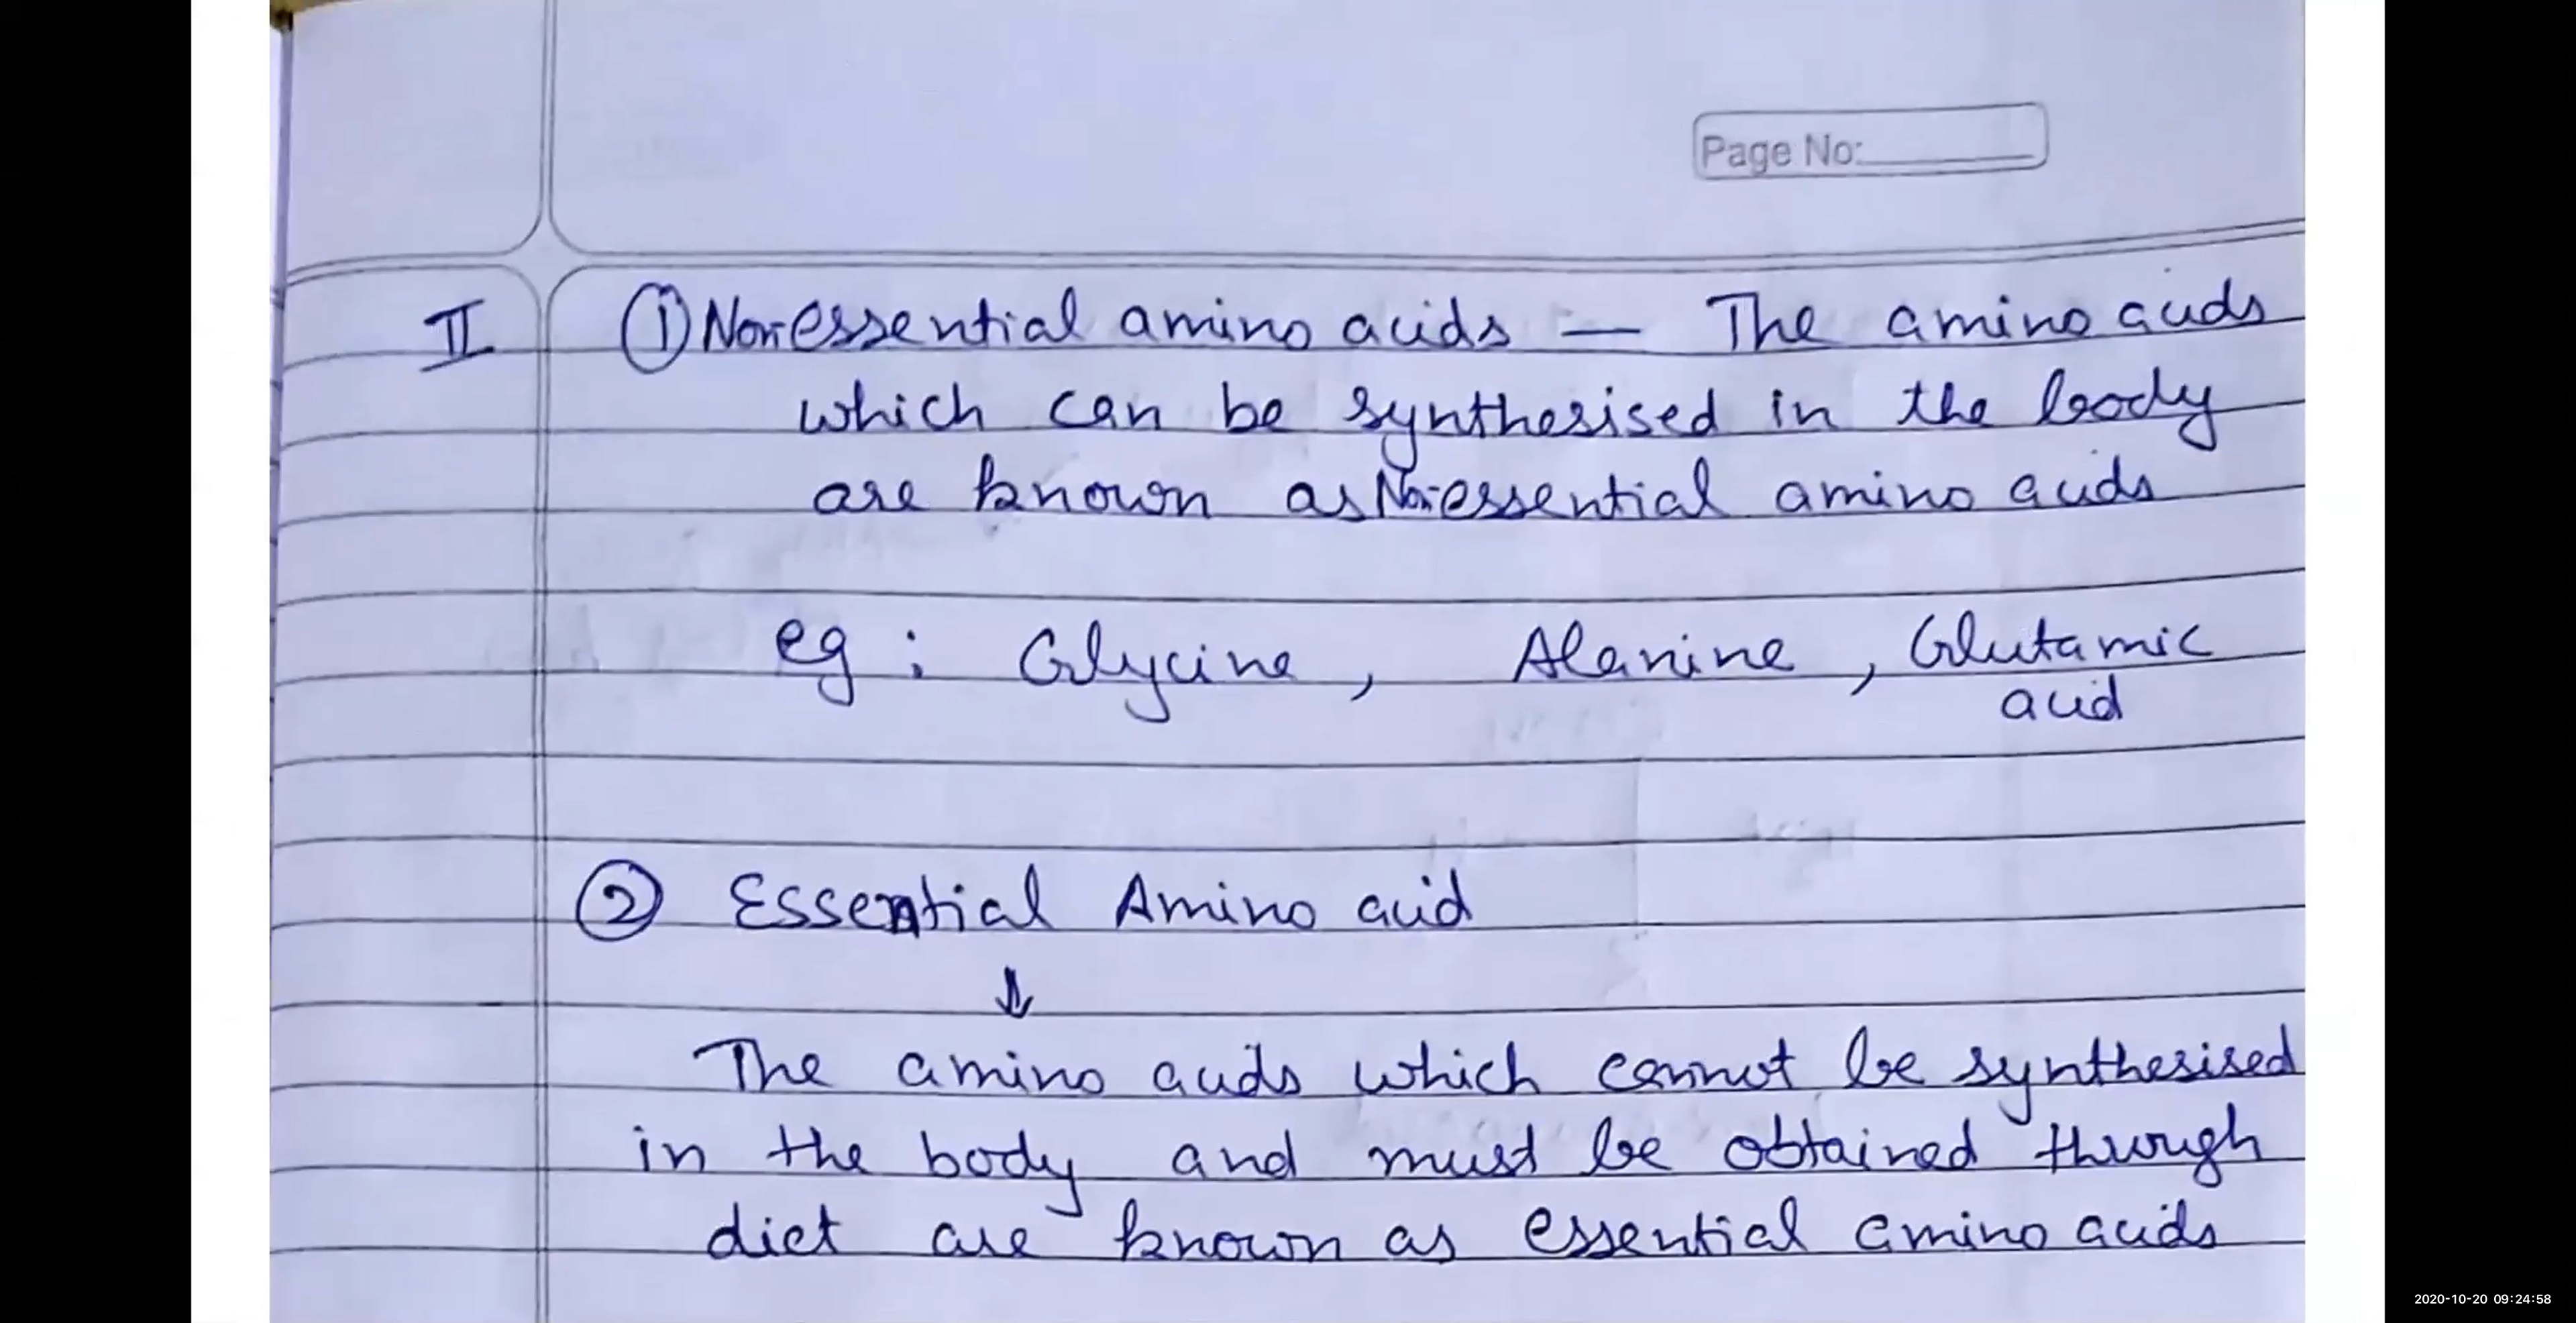 Page No:
II ① Non-essential amino acids — The amino acids
which can be synthesised in the body
are known as Non-essential amino acids
eg : Glycine, Alanine, Glutamic
acid
② Essential Amino acid
↓
The amino acids which cannot be synthesised
in the body and must be obtained through
diet are known as essential amino acids
2020-10-20 09:24:58